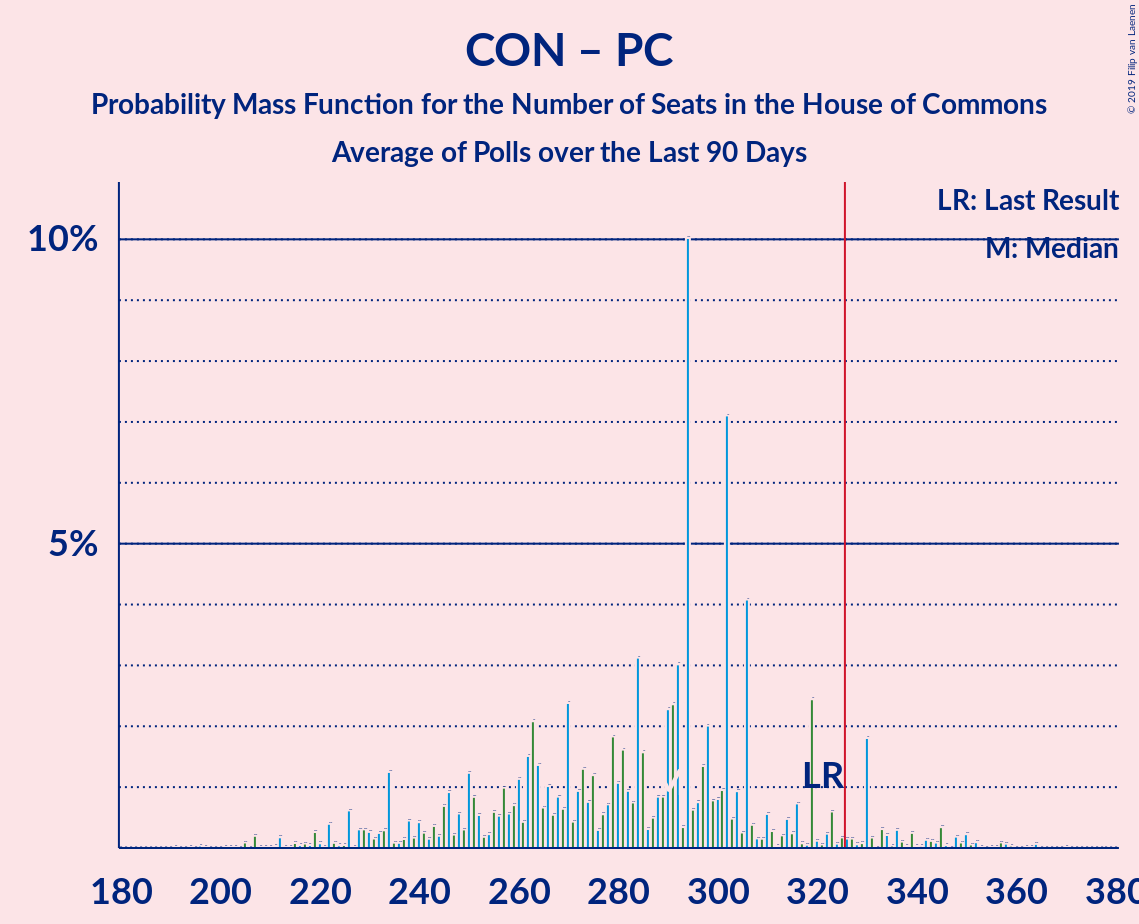 CON – PC
Probability Mass Function for the Number of Seats in the House of Commons
Average of Polls over the Last 90 Days
© 2019 Filip van Laenen
LR: Last Result
M: Median
10%
5%
LR
180 200 220 240 260 280 300 320 340 360 380